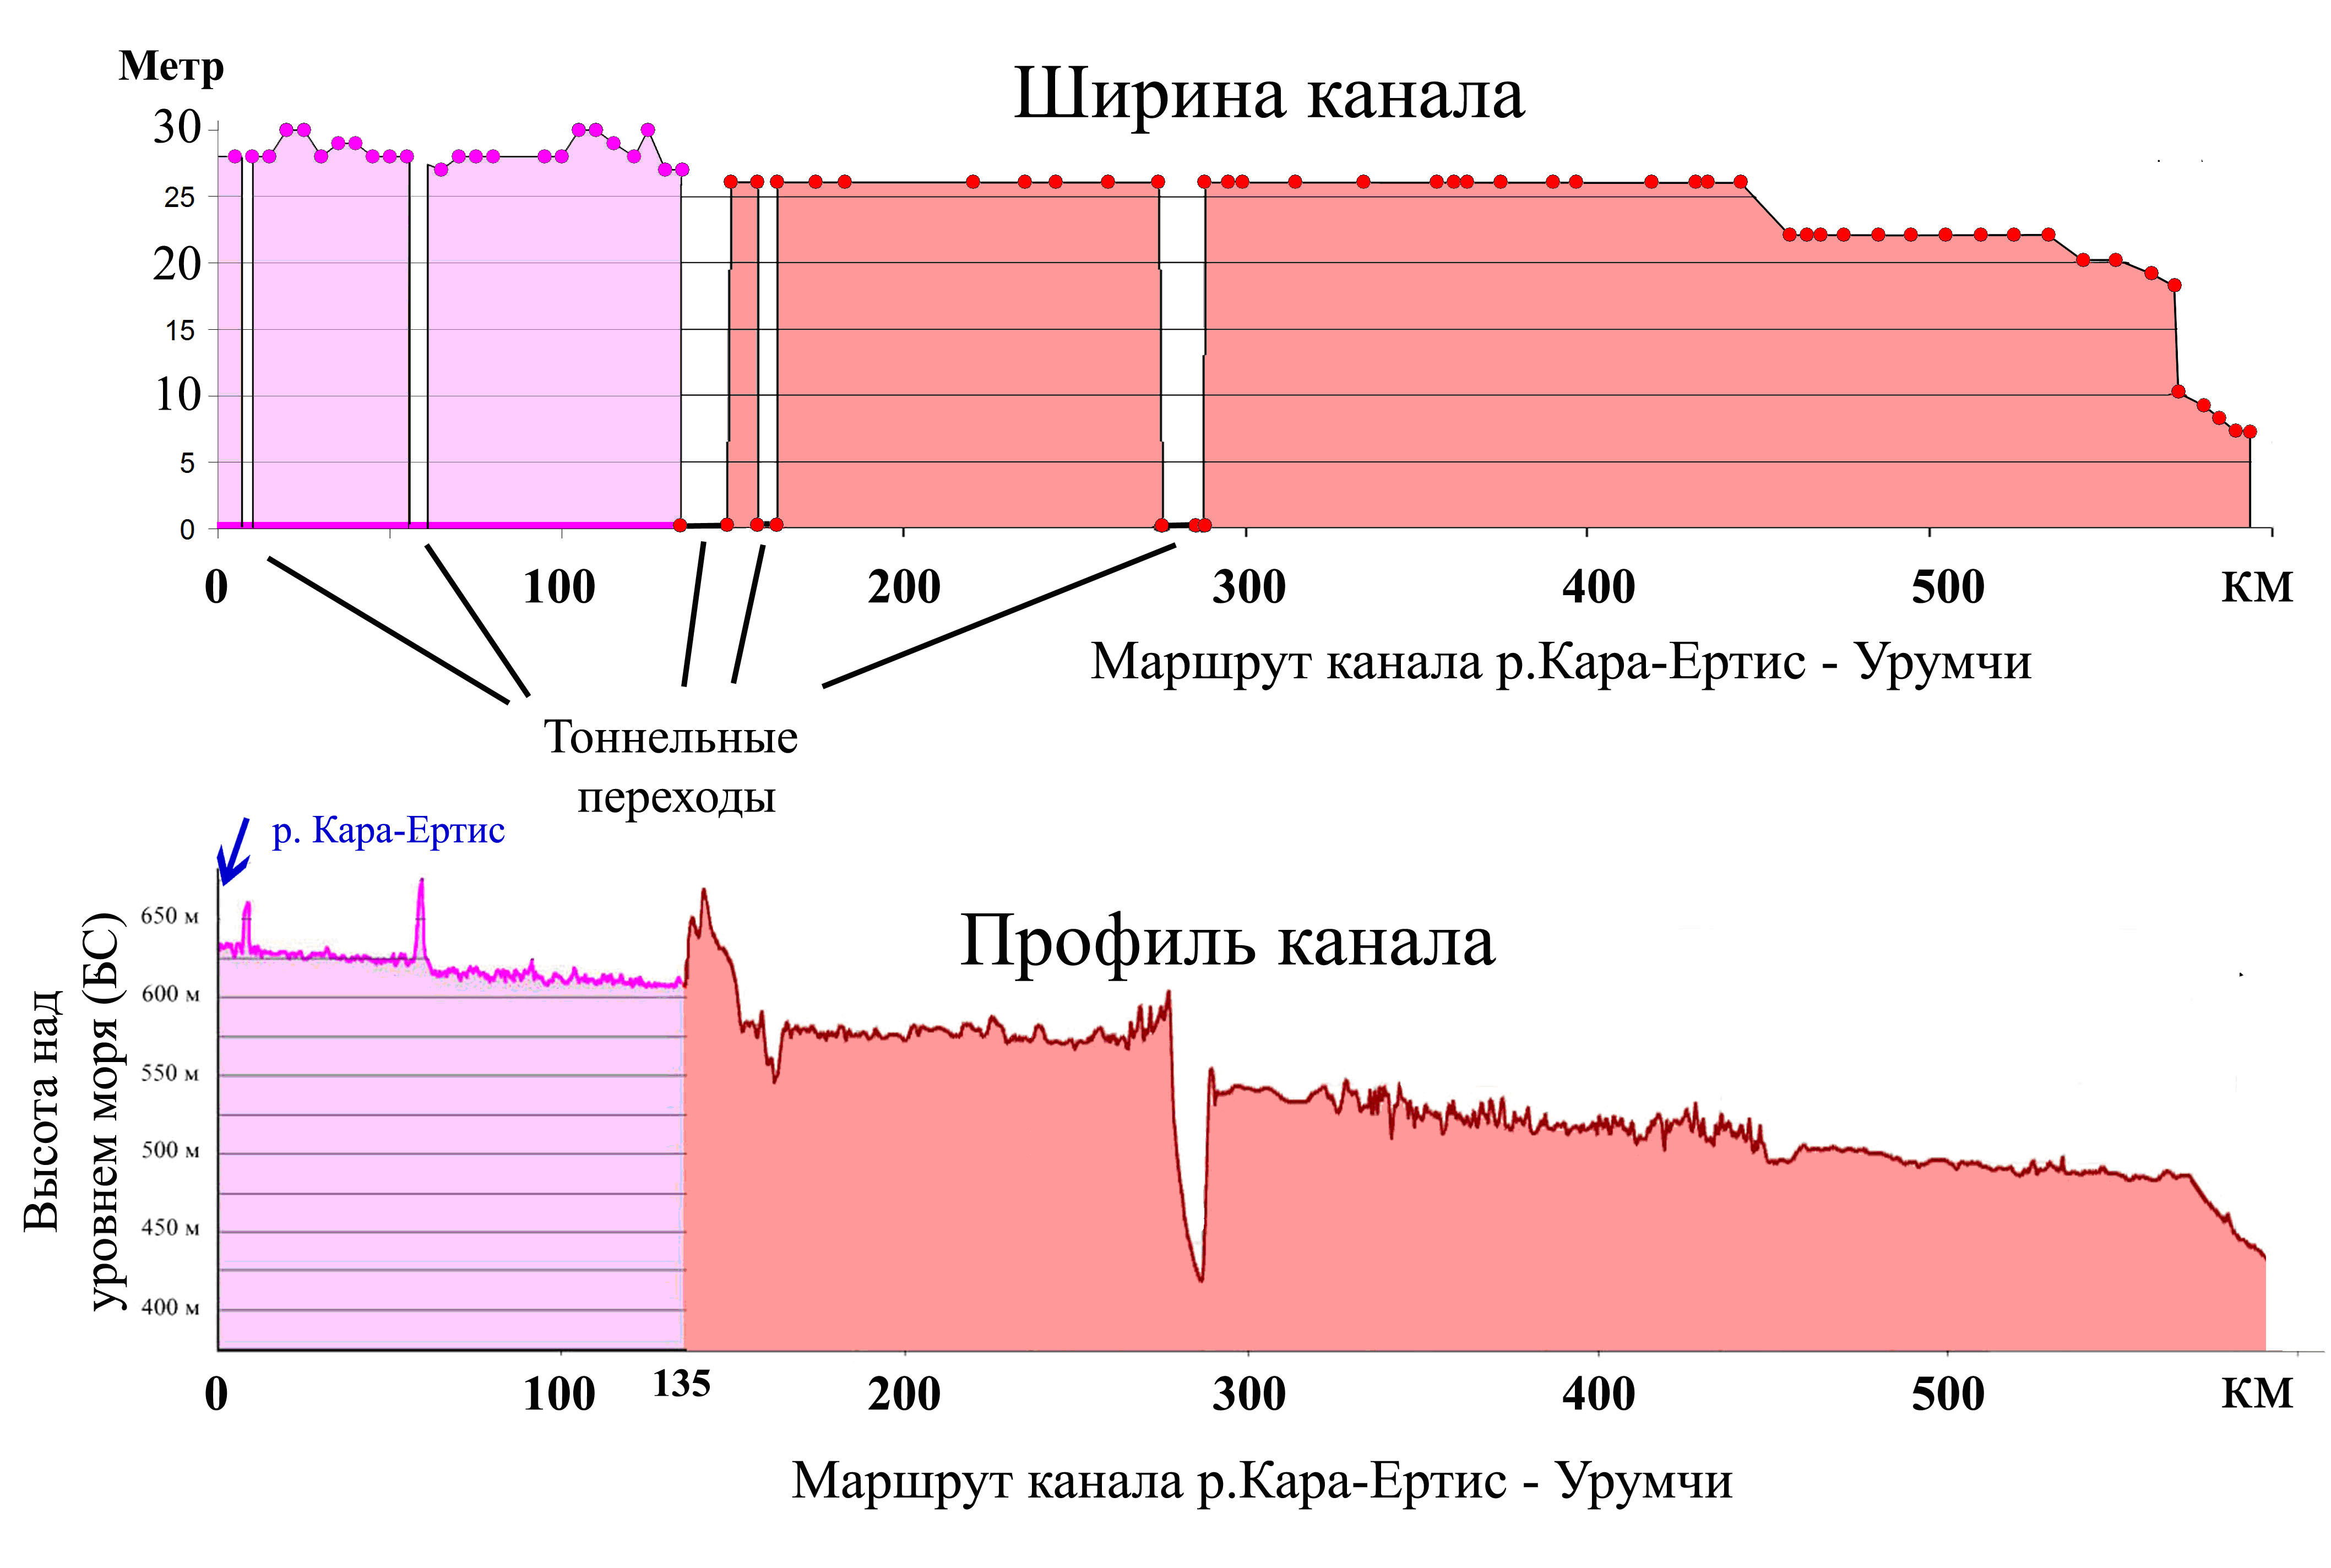 Метр
Ширина канала
30
25
20
15
10
5
0
0 100 200 300 400 500 км
Маршрут канала р.Кара-Ертис - Урумчи
Тоннельные
переходы
р. Кара-Ертис
Профиль канала
Высота над
уровнем моря (БС)
650 м
600 м
550 м
500 м
450 м
400 м
0 100 135 200 300 400 500 км
Маршрут канала р.Кара-Ертис - Урумчи